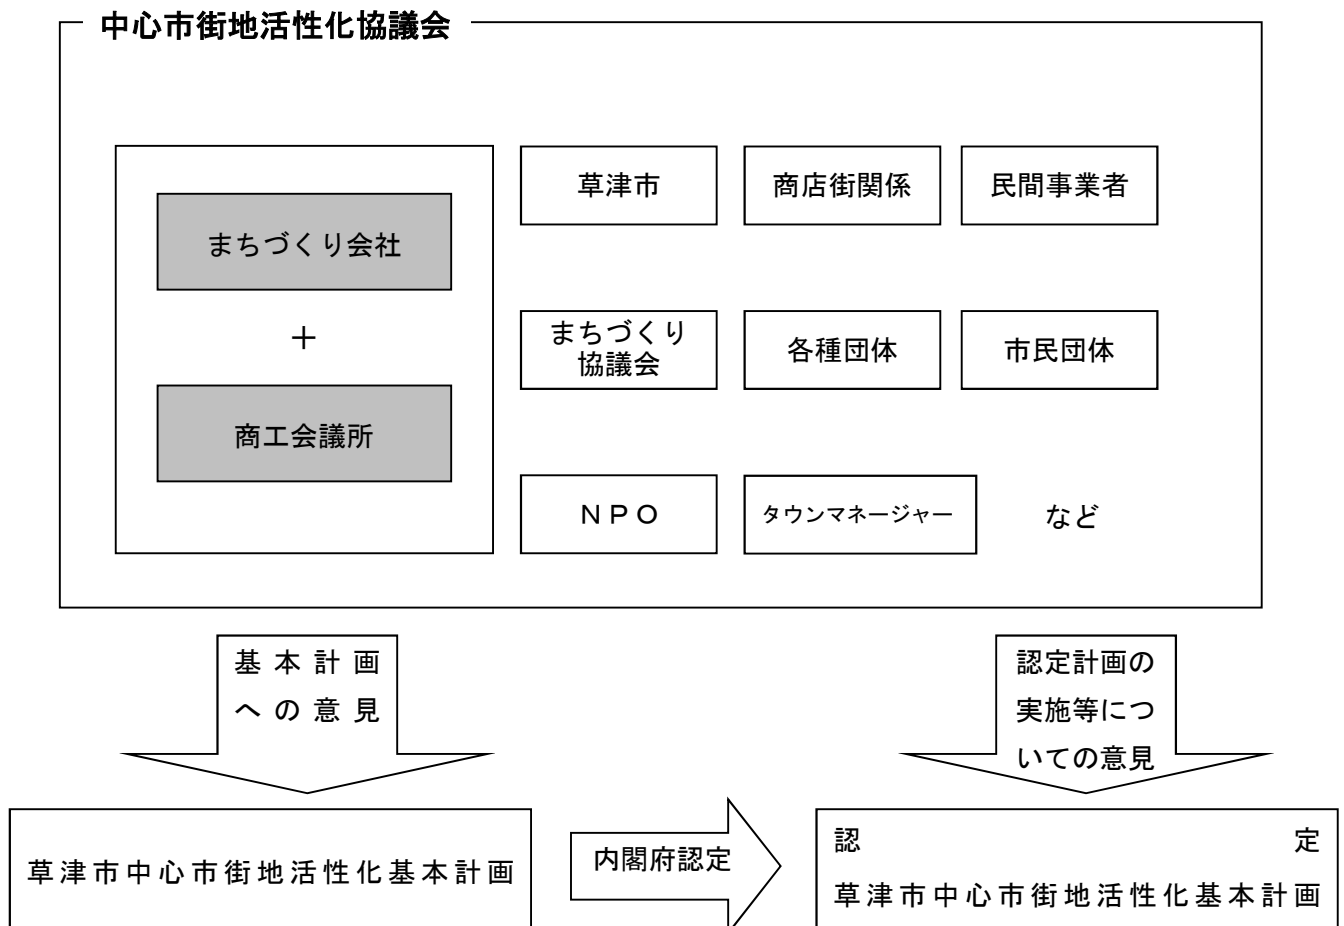 中心市街地活性化協議会
まちづくり会社
＋
商工会議所
草津市
商店街関係
民間事業者
まちづくり
協議会
各種団体
市民団体
ＮＰＯ
タウンマネージャー
など
基本計画
への意見
認定計画の
実施等につ
いての意見
草津市中心市街地活性化基本計画
内閣府認定
認定
草津市中心市街地活性化基本計画